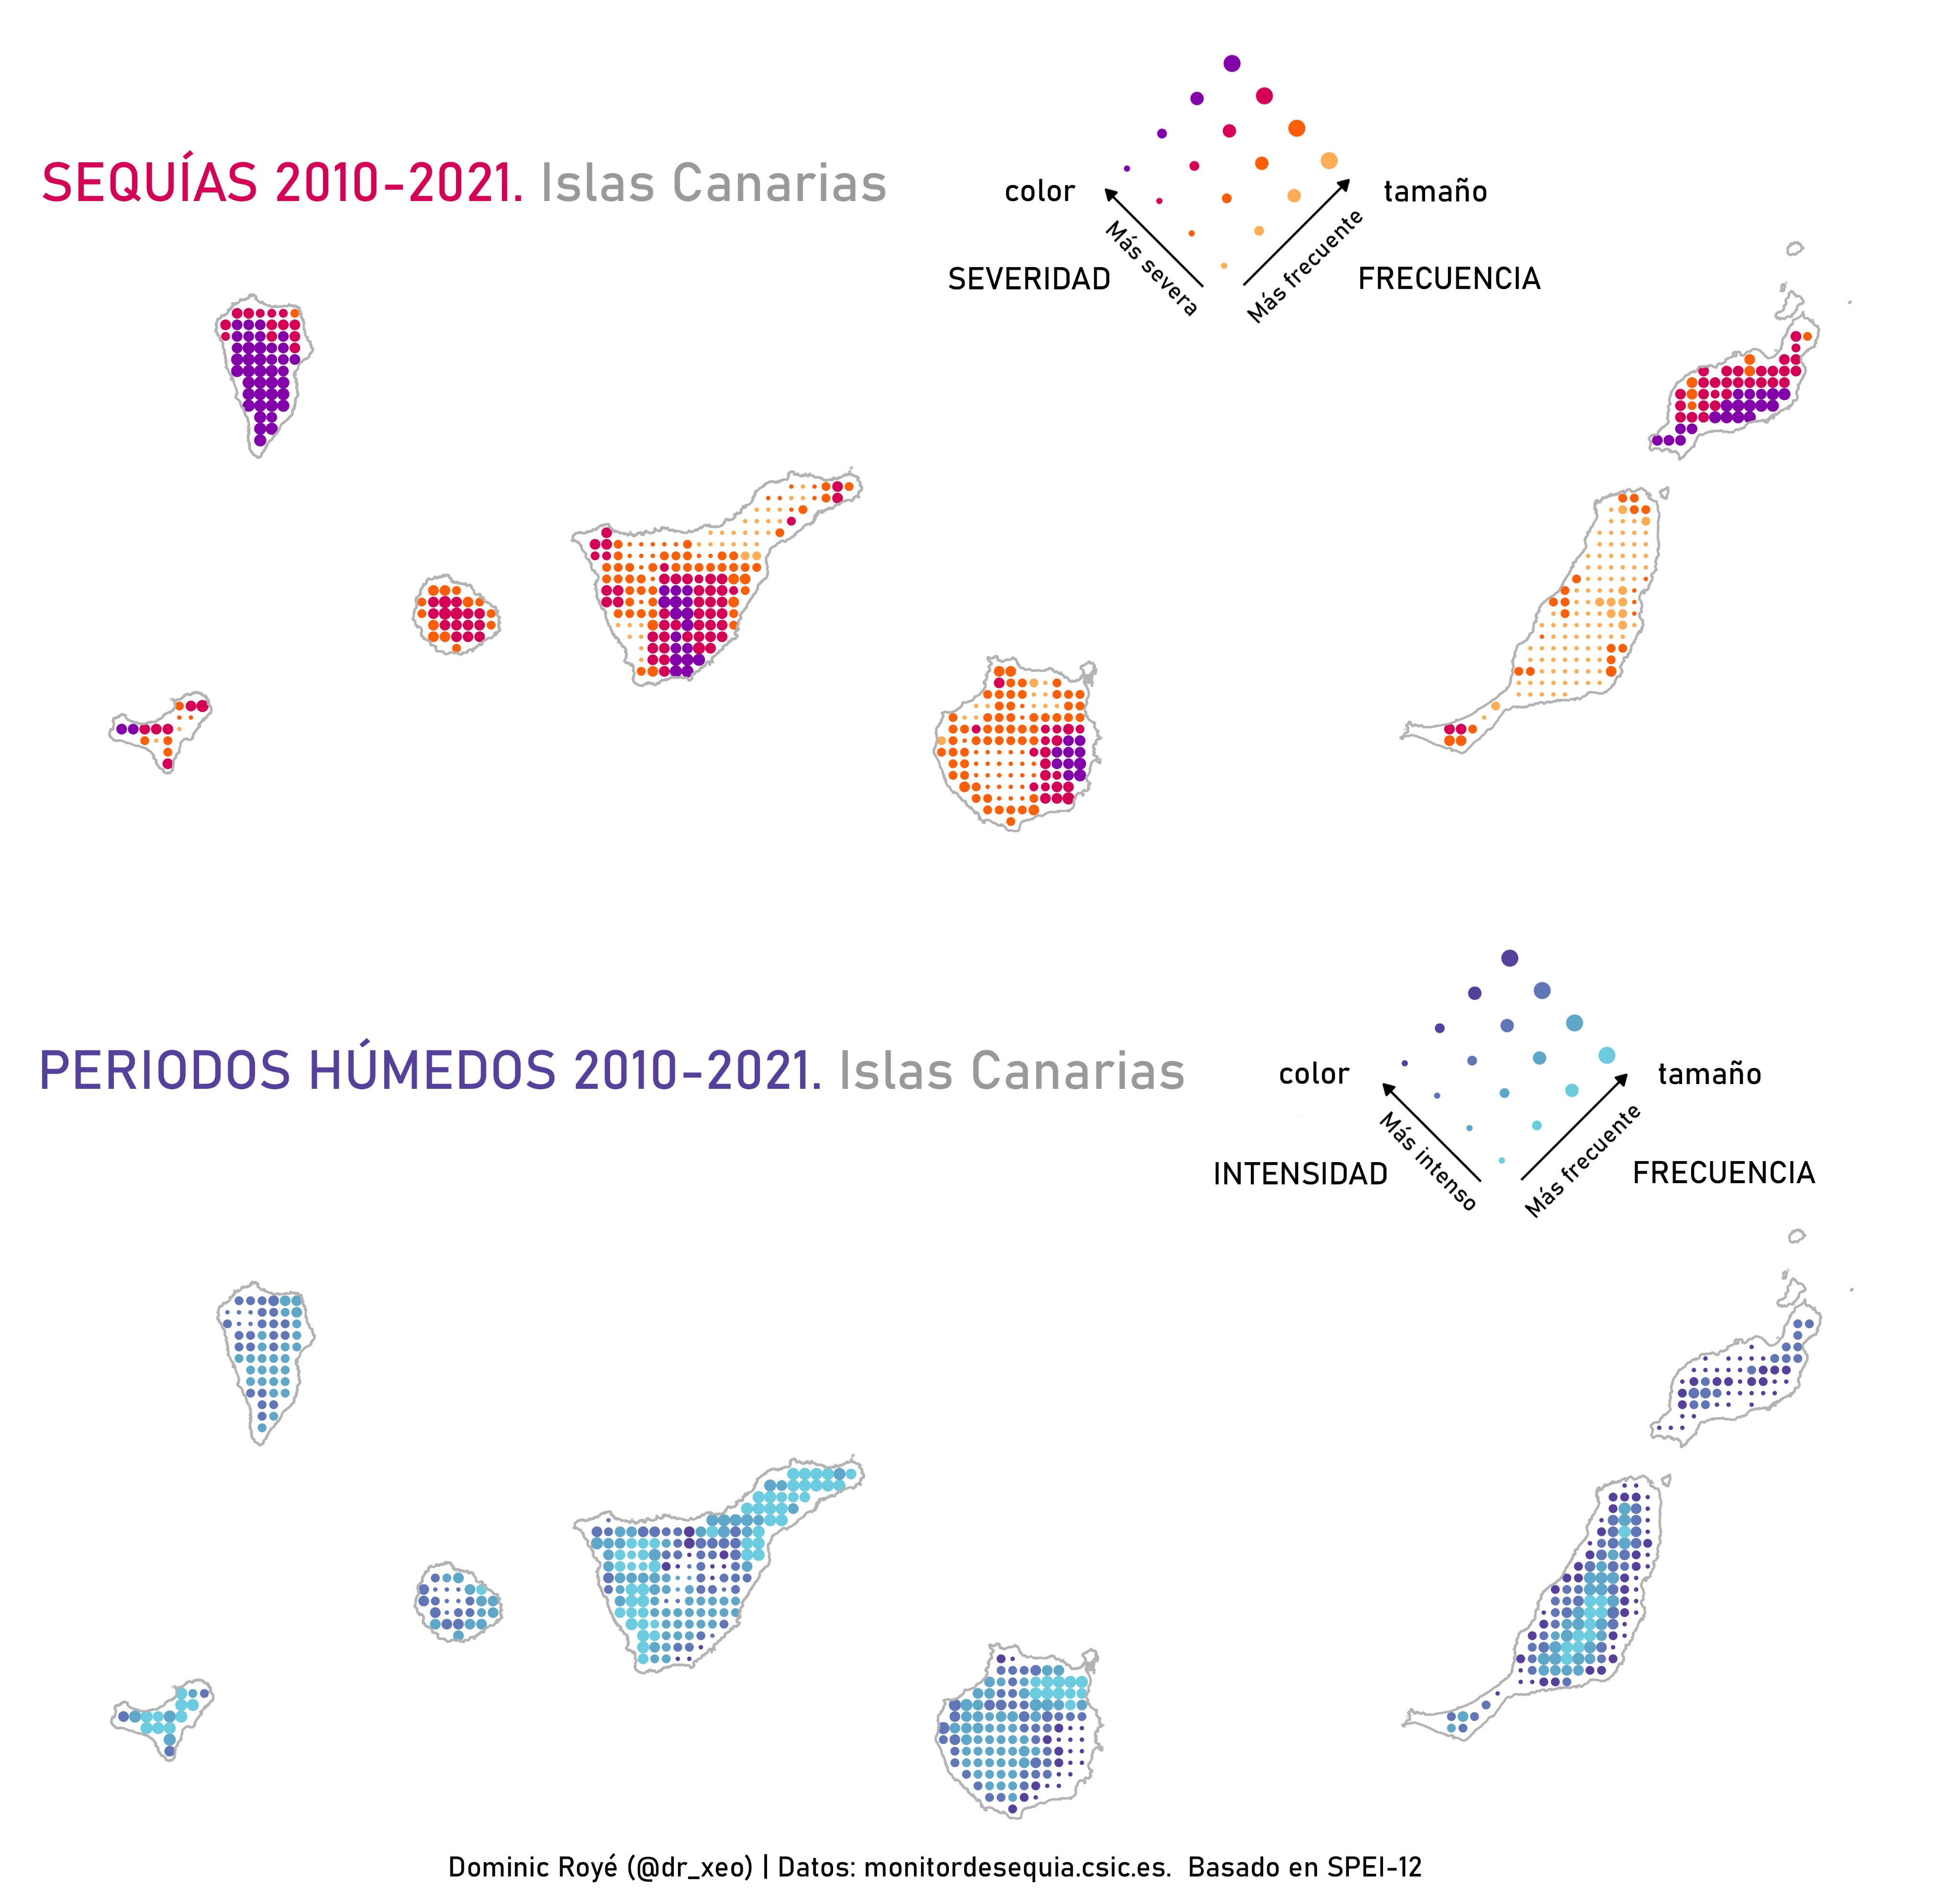 SEQUÍAS 2010-2021. Islas Canarias
color
tamaño
Más severa
Más frecuente
SEVERIDAD
FRECUENCIA
PERIODOS HÚMEDOS 2010-2021. Islas Canarias
color
tamaño
Más intenso
Más frecuente
INTENSIDAD
FRECUENCIA
Dominic Royé (@dr_xeo) | Datos: monitordesequia.csic.es. Basado en SPEI-12